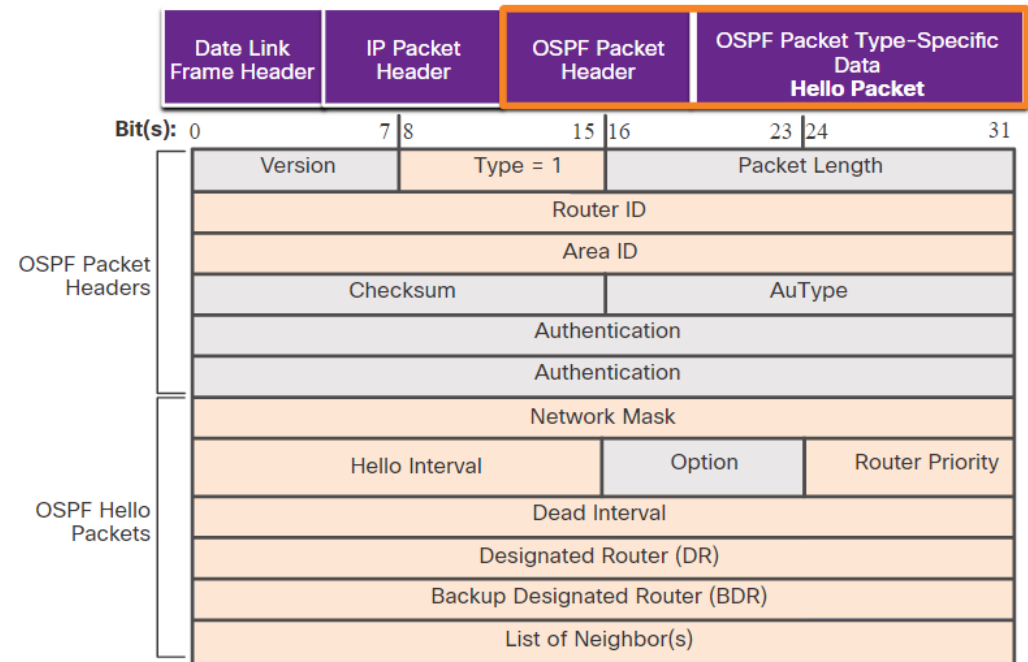 Date Link
Frame Header
IP Packet
Header
OSPF Packet
Header
OSPF Packet Type-Specific
Data
Hello Packet
Bit(s): 0 7 8 15 16 23 24 31
OSPF Packet
Headers
Version Type = 1 Packet Length
Router ID
Area ID
Checksum AuType
Authentication
Authentication
OSPF Hello
Packets
Network Mask
Hello Interval Option Router Priority
Dead Interval
Designated Router (DR)
Backup Designated Router (BDR)
List of Neighbor(s)